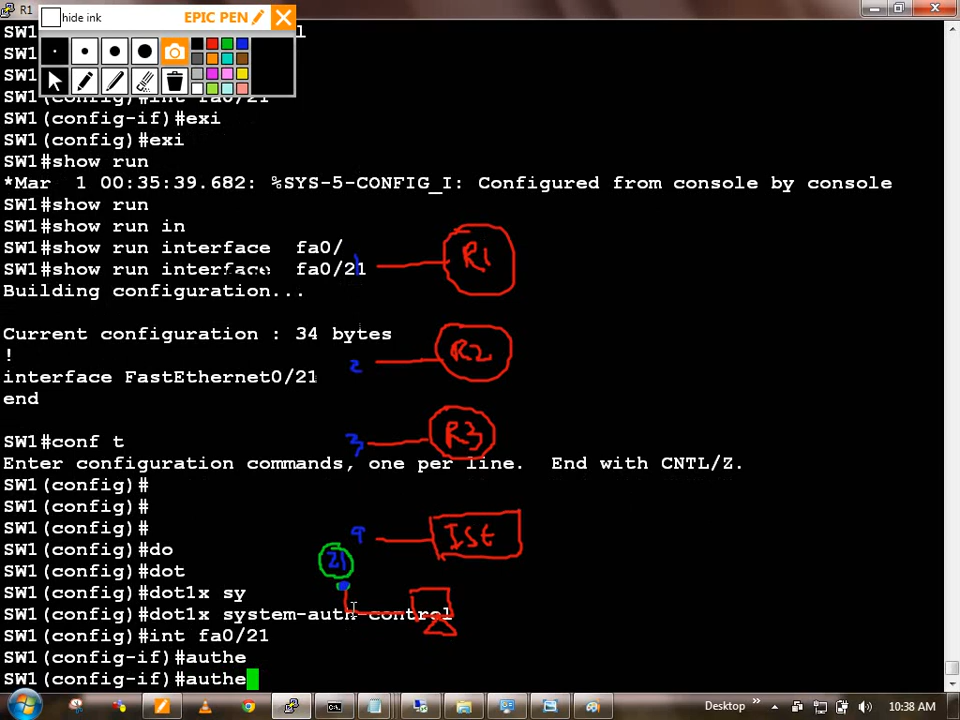 R1
hide ink EPIC PEN
SW1
SW1
SW1
SW1(config)#int fa0/21
SW1(config-if)#exi
SW1(config)#exi
SW1#show run
*Mar  1 00:35:39.682: %SYS-5-CONFIG_I: Configured from console by console
SW1#show run
SW1#show run in
SW1#show run interface  fa0/
SW1#show run interface  fa0/21
Building configuration...
1 R1
Current configuration : 34 bytes
!
2 R2
interface FastEthernet0/21
end
SW1#conf t
3 R3
Enter configuration commands, one per line.  End with CNTL/Z.
SW1(config)#
SW1(config)#
SW1(config)#
9 ISE
SW1(config)#do
21
SW1(config)#dot
SW1(config)#dot1x sy
SW1(config)#dot1x system-auth-control
SW1(config)#int fa0/21
SW1(config-if)#authe
SW1(config-if)#authe
Desktop 10:38 AM